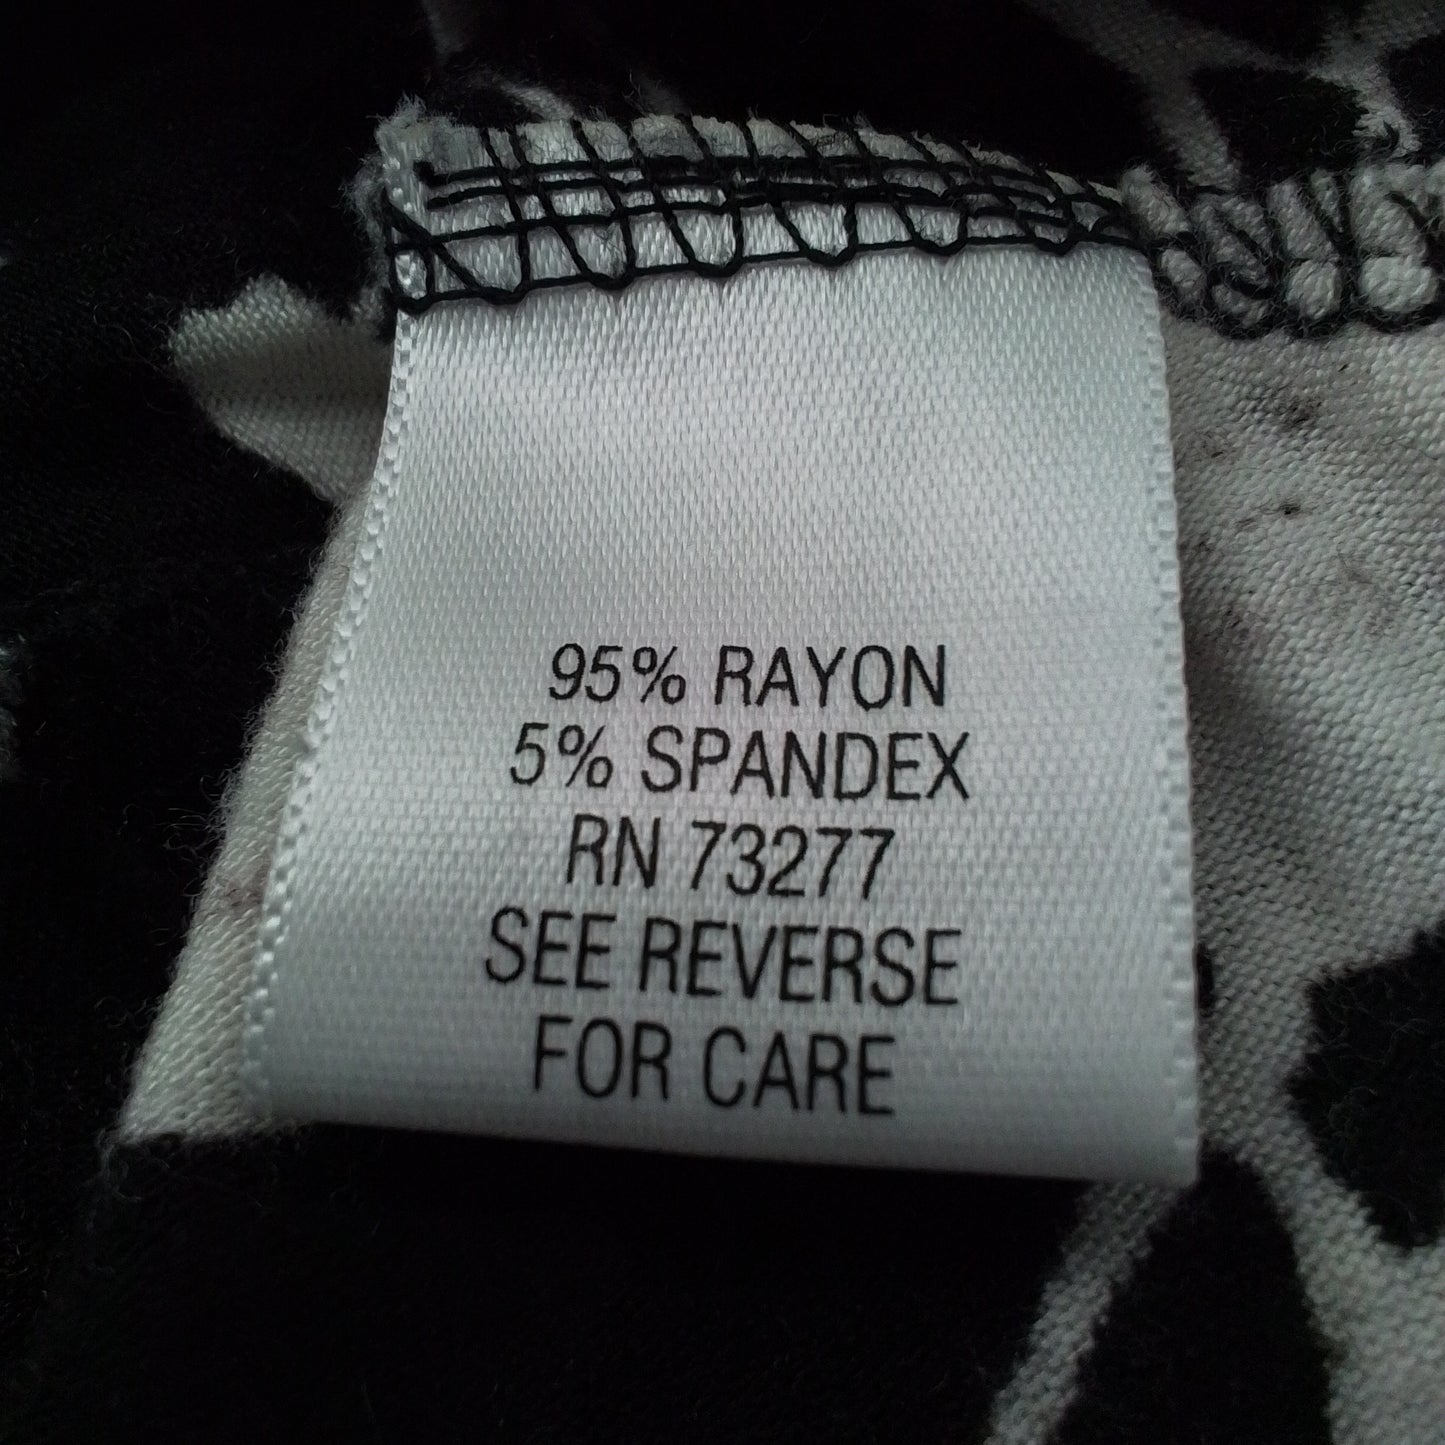 95% RAYON
5% SPANDEX
RN 73277
SEE REVERSE
FOR CARE